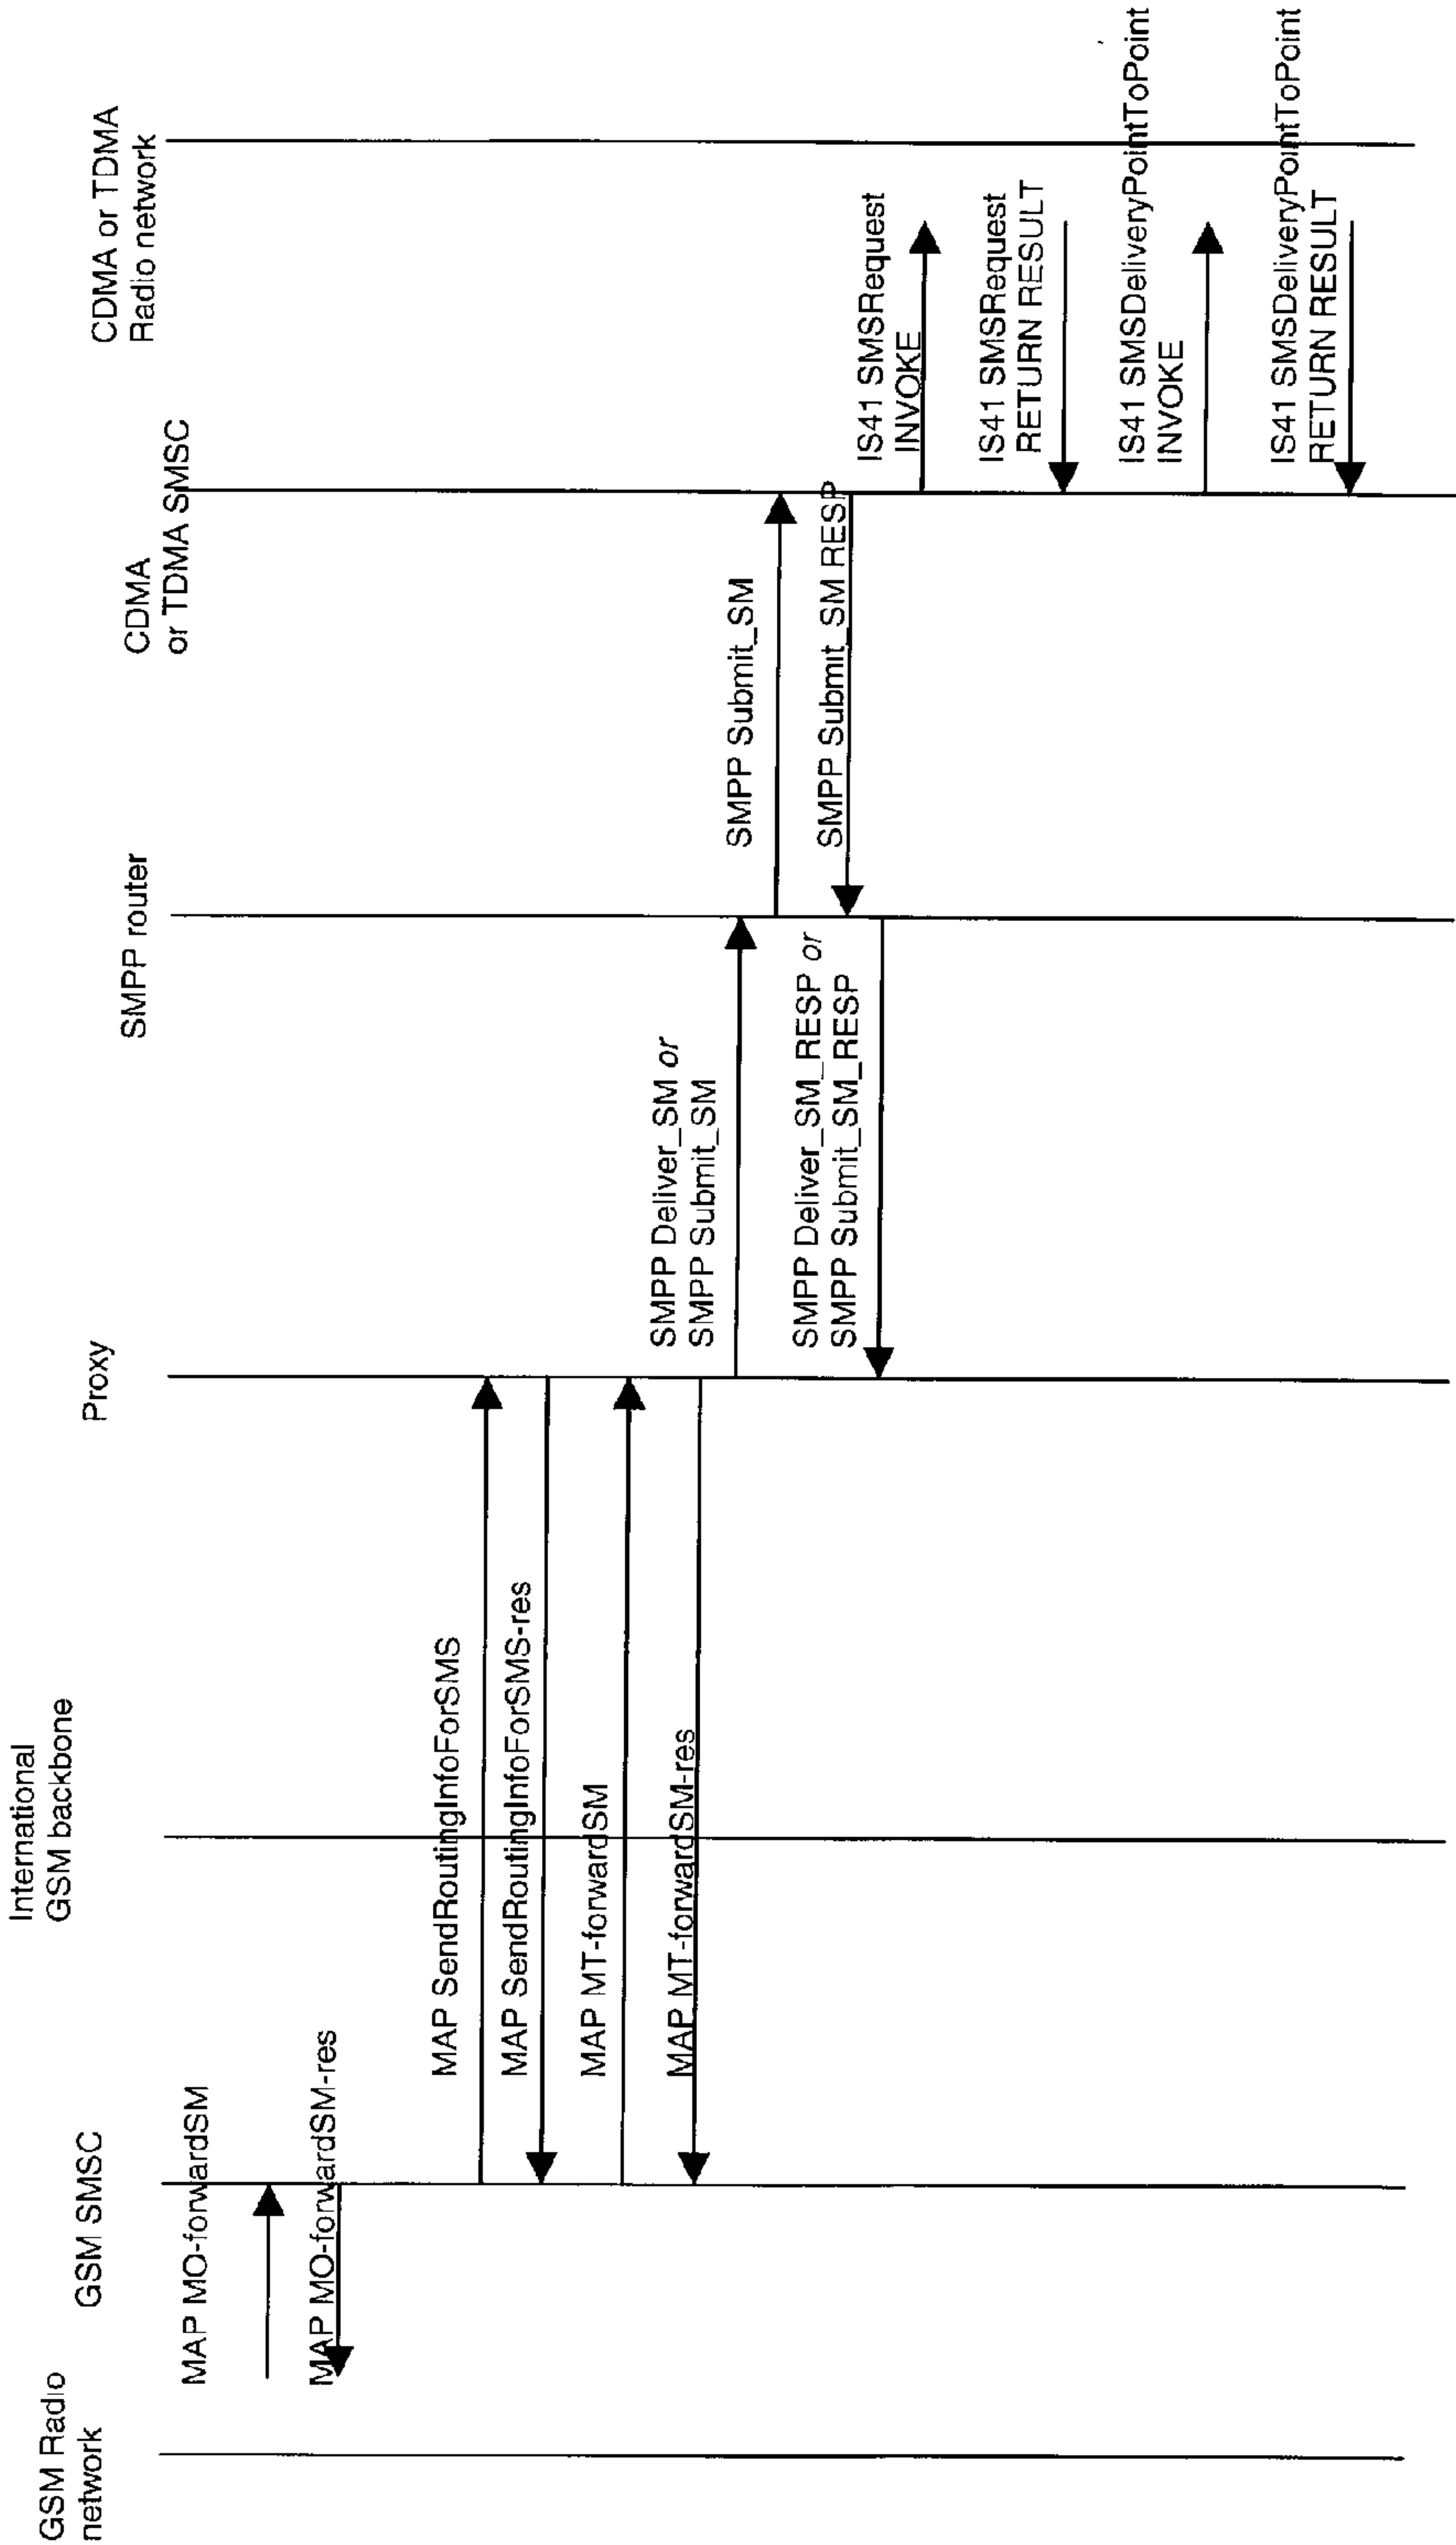 GSM Radio
network
GSM SMSC
International
GSM backbone
Proxy
SMPP router
CDMA
or TDMA SMSC
CDMA or TDMA
Radio network
MAP MO-forwardSM
MAP MO-forwardSM-res
MAP SendRoutingInfoForSMS
MAP SendRoutingInfoForSMS-res
MAP MT-forwardSM
MAP MT-forwardSM-res
SMPP Deliver_SM or
SMPP Submit_SM
SMPP Submit_SM
SMPP Deliver_SM_RESP or
SMPP Submit_SM_RESP
SMPP Submit_SM RESP
IS41 SMSRequest
INVOKE
IS41 SMSRequest
RETURN RESULT
IS41 SMSDeliveryPointToPoint
INVOKE
IS41 SMSDeliveryPointToPoint
RETURN RESULT